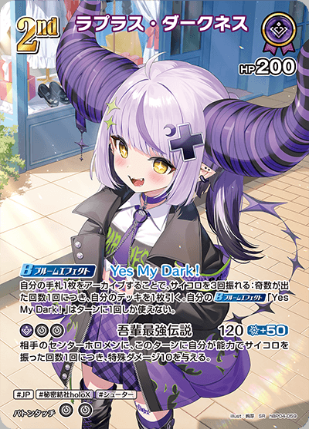 2nd ラプラス・ダークネス
HP200
ブルームエフェクト Yes My Dark!
自分の手札1枚をアーカイブすることで、サイコロを3回振れる:奇数が出
た回数1回につき、自分のデッキを1枚引く。自分のブルームエフェクト「Yes
My Dark!」はターンに1回しか使えない。
吾輩最強伝説 120 +50
相手のセンターホロメンに、このターンに自分が能力でサイコロを
振った回数1回につき、特殊ダメージ10を与える。
#JP #秘密結社holoX #シューター
バトンタッチ